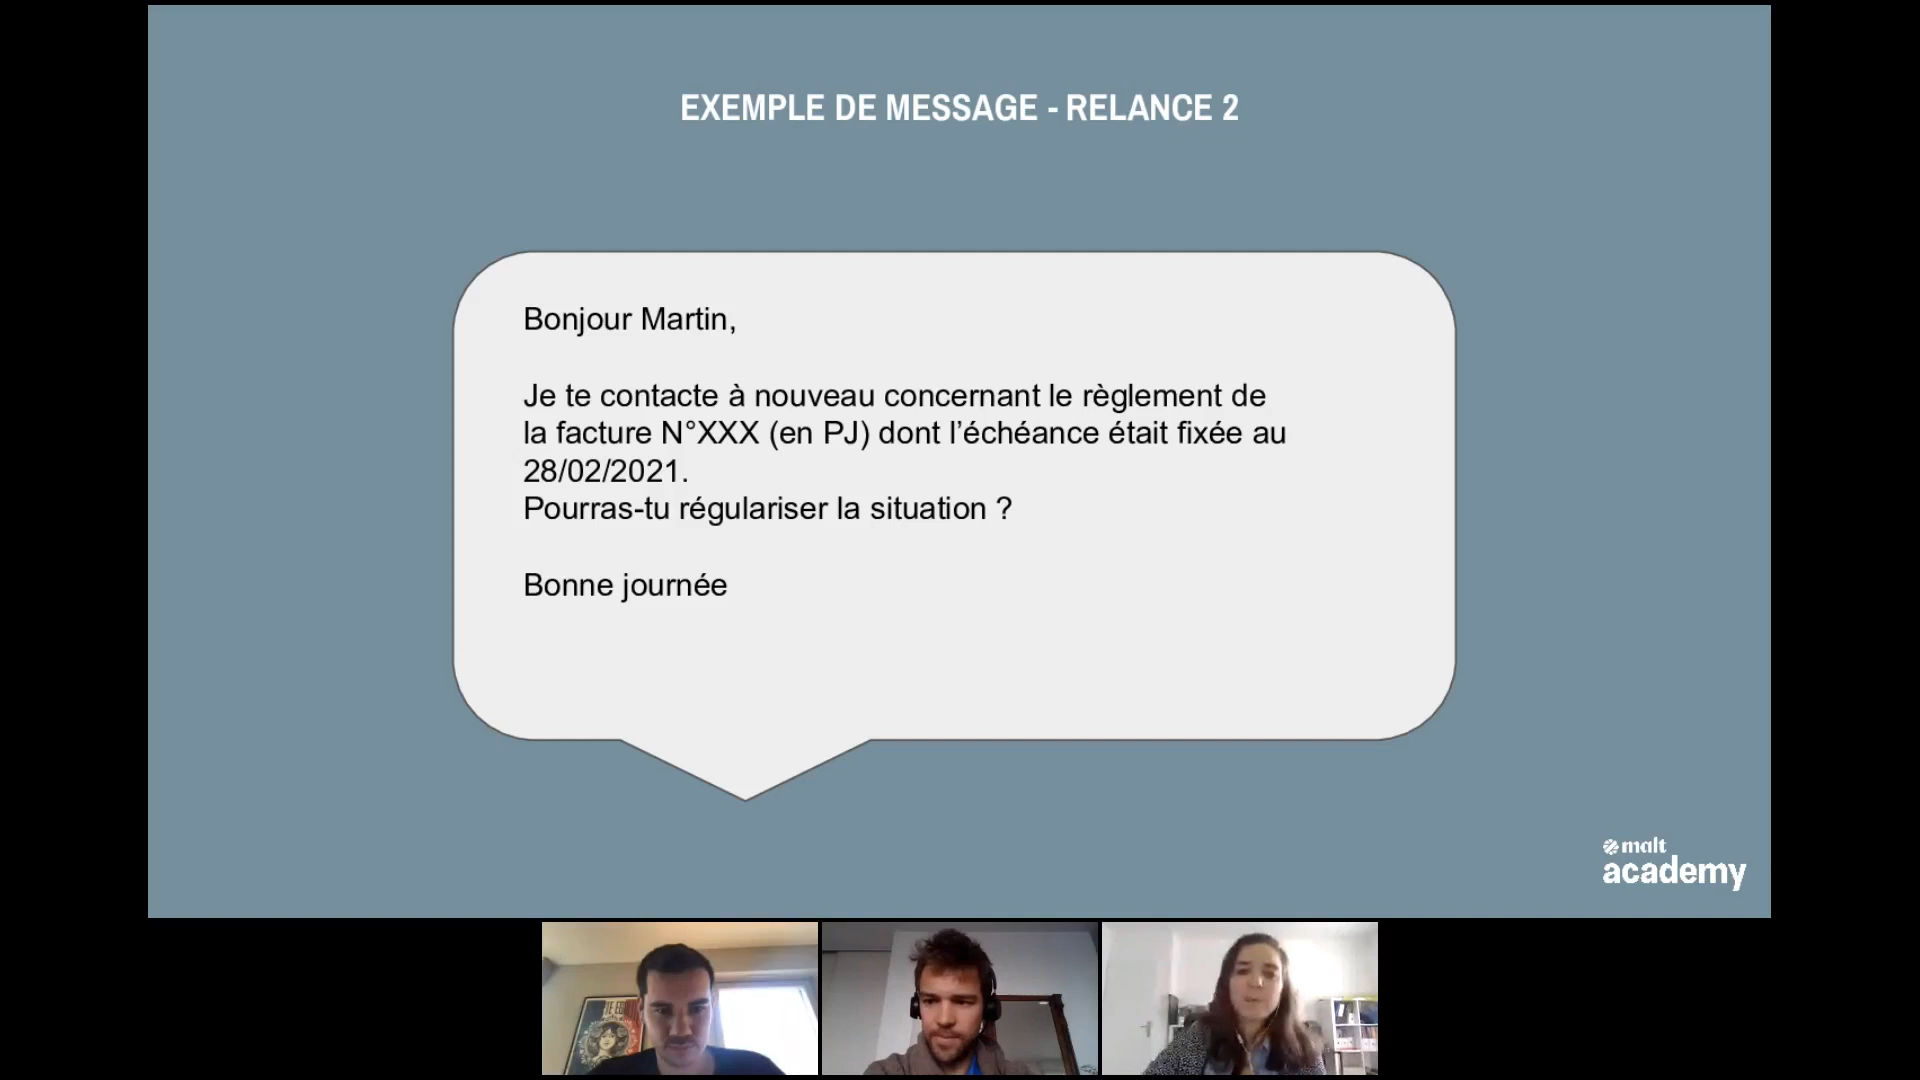 EXEMPLE DE MESSAGE - RELANCE 2
Bonjour Martin,
Je te contacte à nouveau concernant le règlement de
la facture N°XXX (en PJ) dont l’échéance était fixée au
28/02/2021.
Pourras-tu régulariser la situation ?
Bonne journée
malt
academy